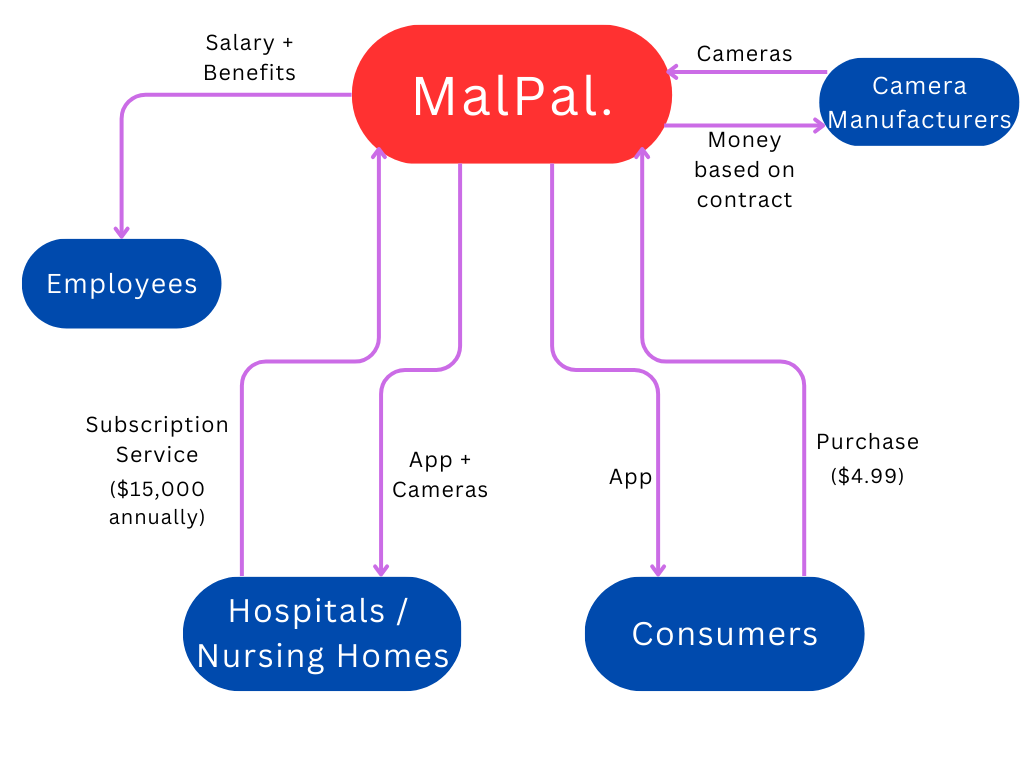 Salary +
Benefits
MalPal.
Cameras
Camera
Manufacturers
Money
based on
contract
Employees
Subscription
Service
($15,000
annually)
App +
Cameras
App
Purchase
($4.99)
Hospitals /
Nursing Homes
Consumers